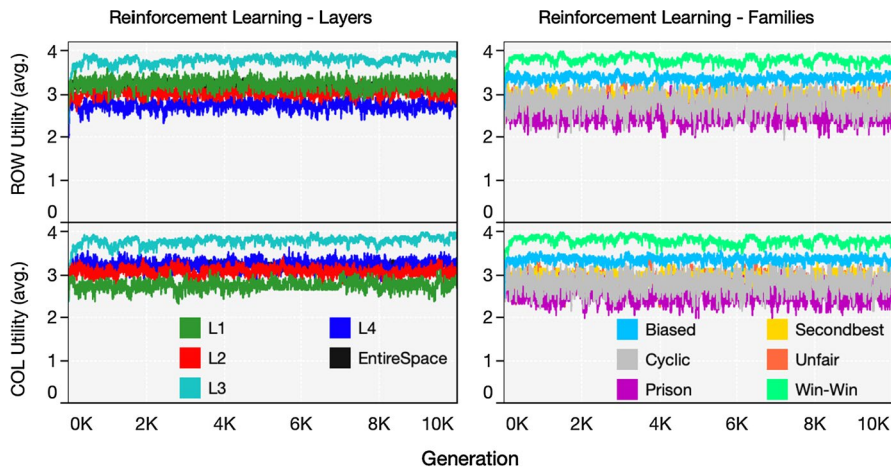 Reinforcement Learning - Layers
Reinforcement Learning - Families
ROW Utility (avg.)
4
3
2
1
0
4
3
2
1
0
COL Utility (avg.)
4
3
2
1
0
4
3
2
1
0
L1
L2
L3
L4
EntireSpace
Biased
Cyclic
Prison
Secondbest
Unfair
Win-Win
0K 2K 4K 6K 8K 10K
0K 2K 4K 6K 8K 10K
Generation